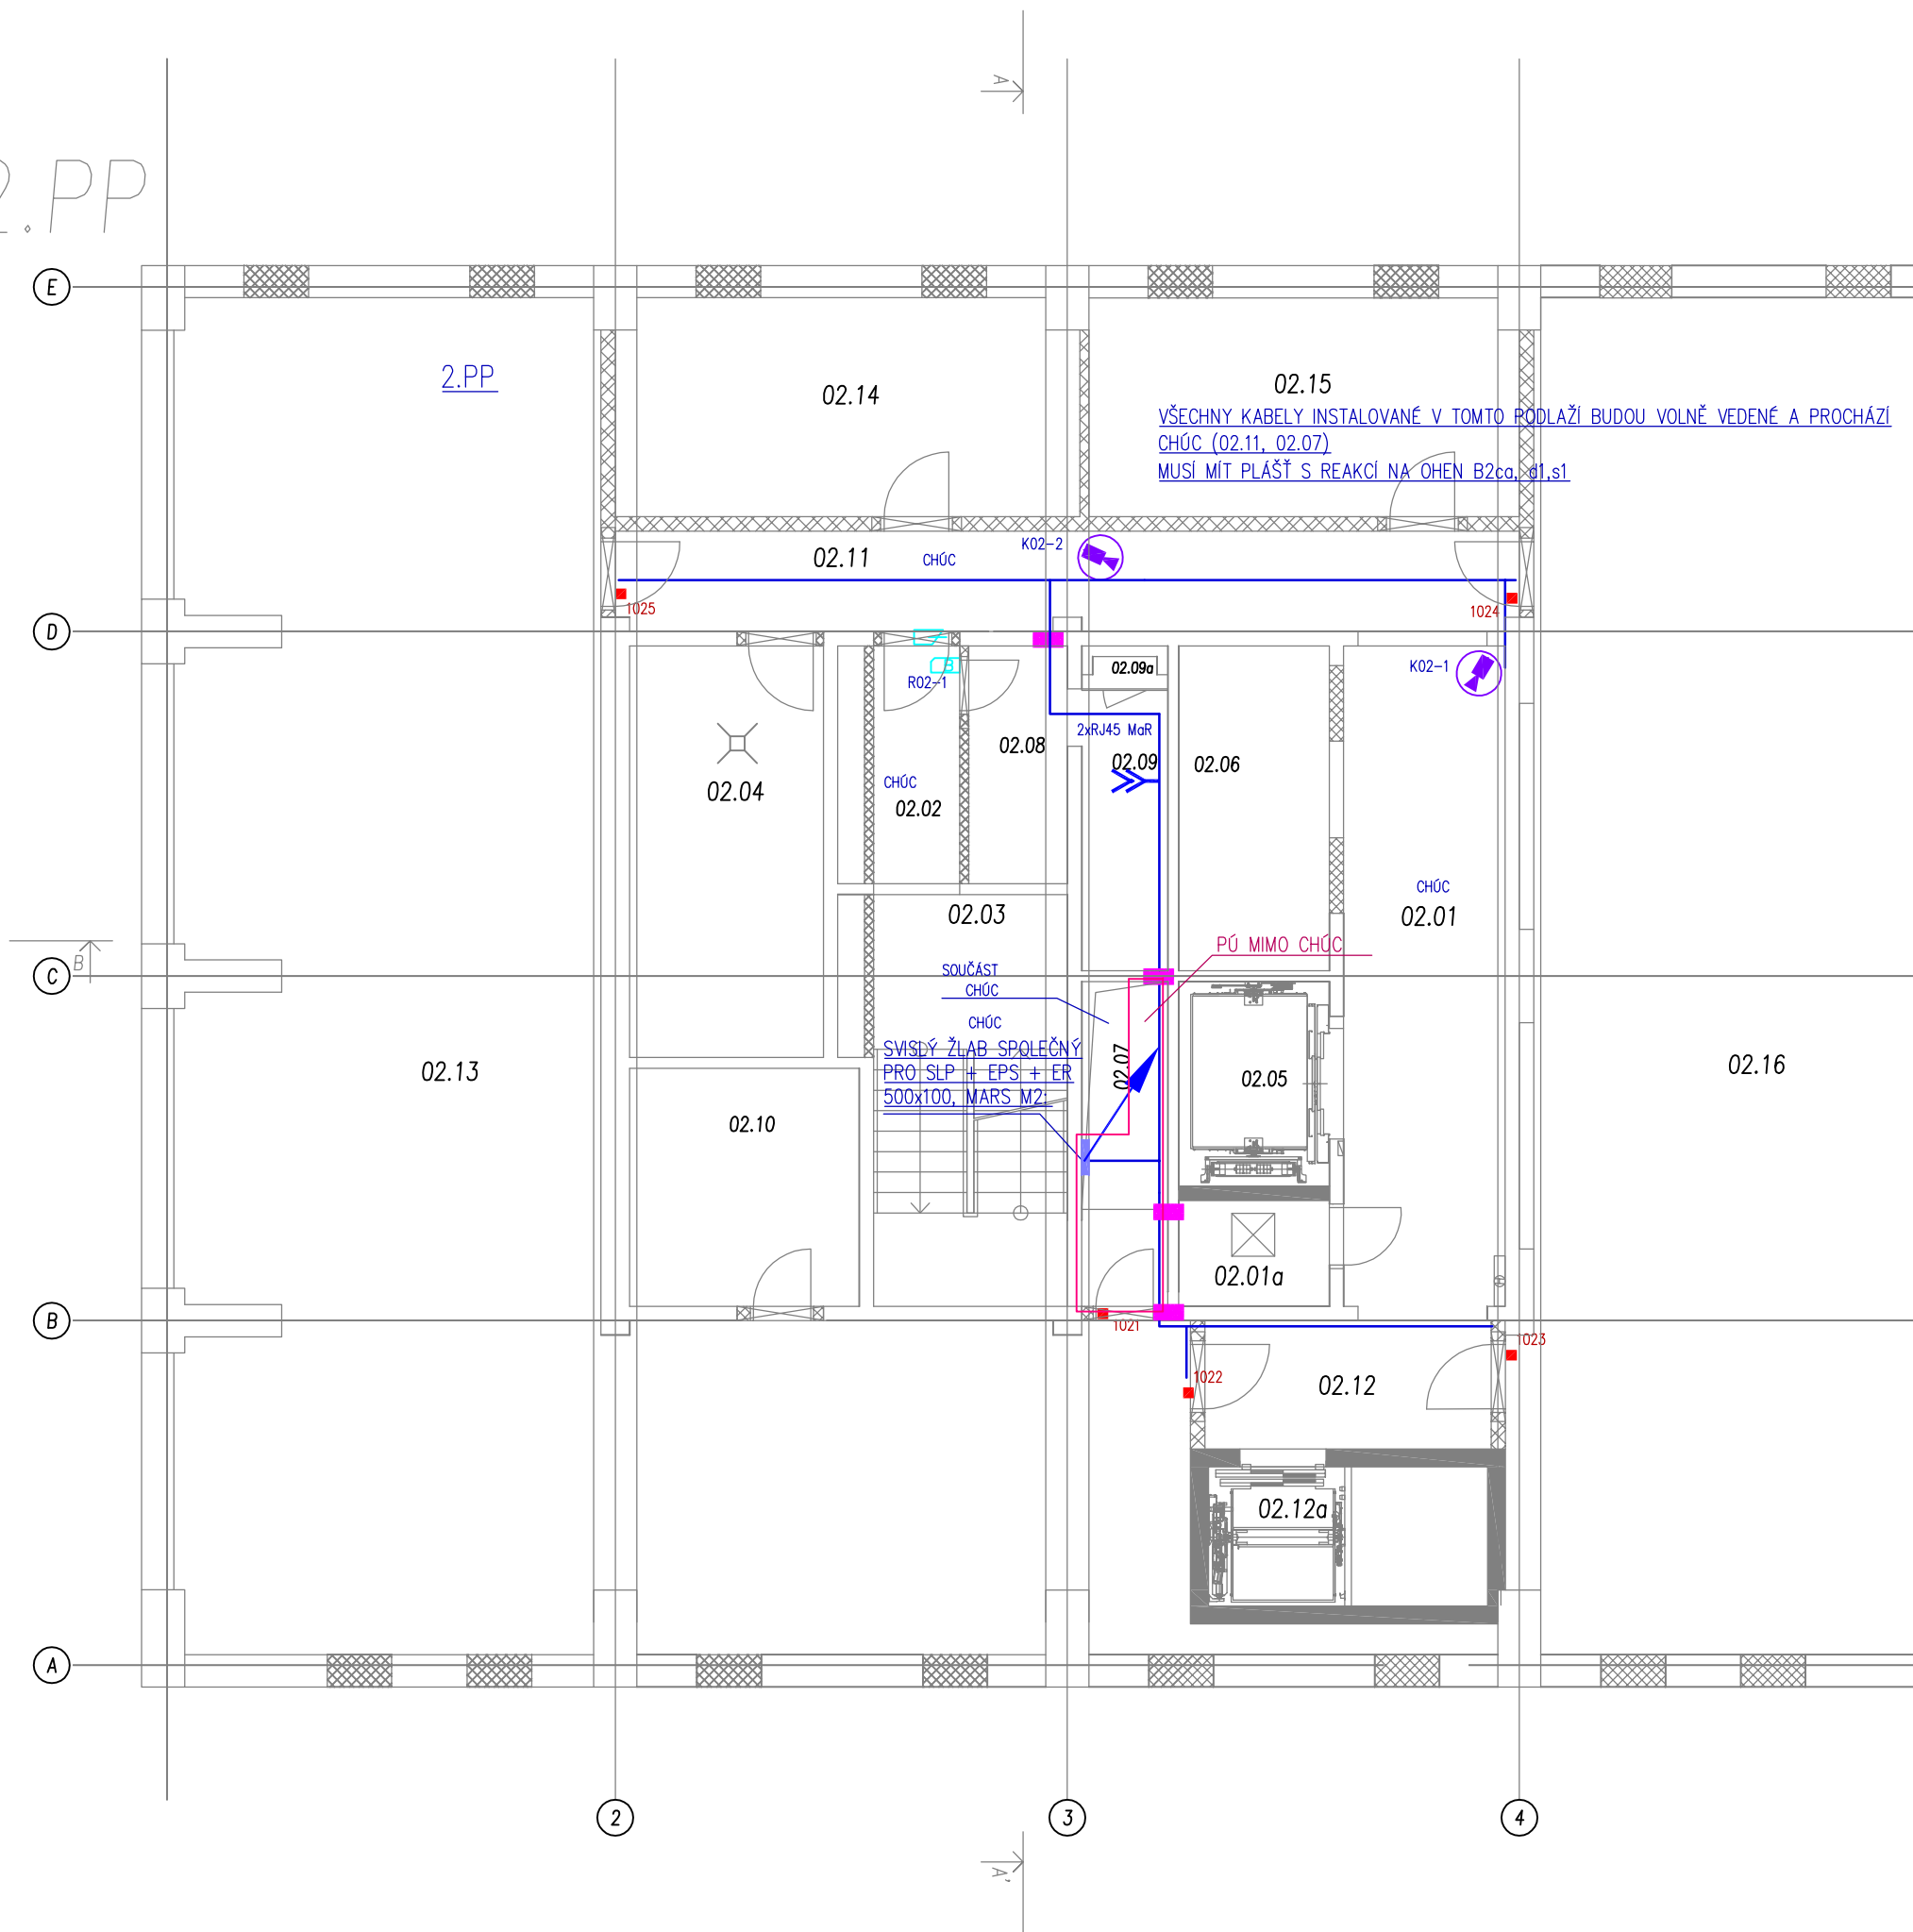 A
2.PP
E
2.PP
02.14
02.15
VŠECHNY KABELY INSTALOVANÉ V TOMTO PODLAŽÍ BUDOU VOLNĚ VEDENÉ A PROCHÁZÍ
CHÚC (02.11, 02.07)
MUSÍ MÍT PLÁŠŤ S REAKCÍ NA OHEN B2ca, d1,s1
02.11
CHÚC
K02-2
1025
1024
D
K02-1
02.09a
B
R02-1
2xRJ45 MaR
02.08
02.09
02.06
02.04
CHÚC
02.02
CHÚC
02.01
02.03
PÚ MIMO CHÚC
B
C
SOUČÁST
CHÚC
CHÚC
SVISLÝ ŽLAB SPOLEČNÝ
PRO SLP + EPS + ER
500x100, MARS M2:
02.07
02.05
02.13
02.16
02.10
02.01a
B
1021
1023
1022
02.12
02.12a
A
2
3
4
A'